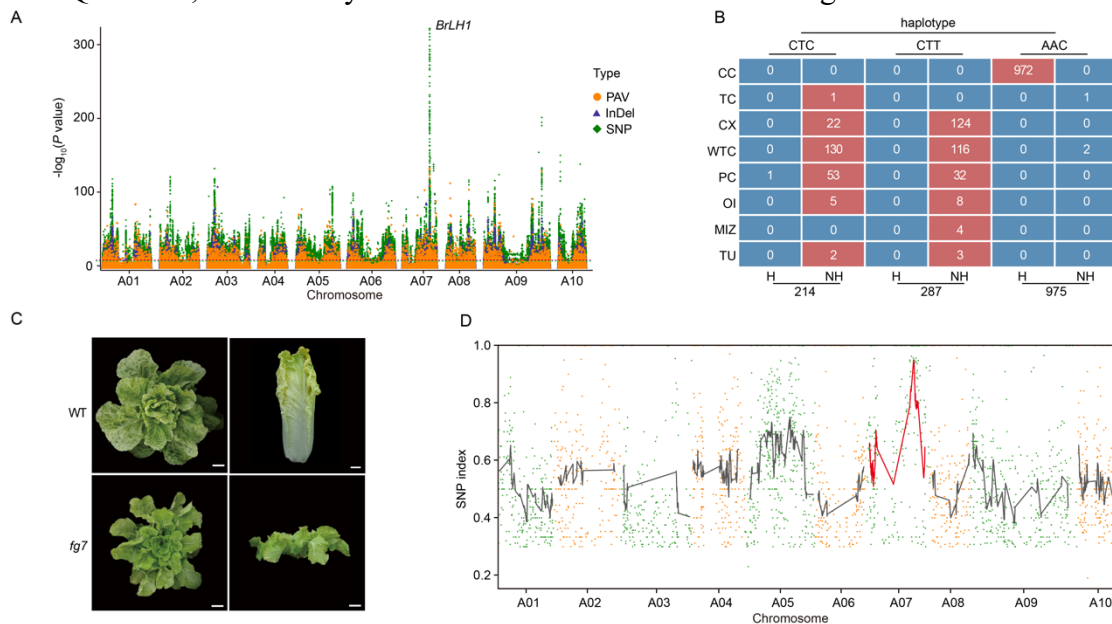 A
BrLH1
300
200
100
0
-log10(P value)
A01 A02 A03 A04 A05 A06 A07 A08 A09 A10
Chromosome
Type
PAV
InDel
SNP
B
haplotype
CTC CTT AAC
CC 0 0 0 0 972 0
TC 0 1 0 0 0 1
CX 0 22 0 124 0 0
WTC 0 130 0 116 0 2
PC 1 53 0 32 0 0
OI 0 5 0 8 0 0
MIZ 0 0 0 4 0 0
TU 0 2 0 3 0 0
H NH H NH H NH
214 287 975
C
WT
fg7
D
1.0
0.8
0.6
0.4
0.2
SNP index
A01 A02 A03 A04 A05 A06 A07 A08 A09 A10
Chromosome